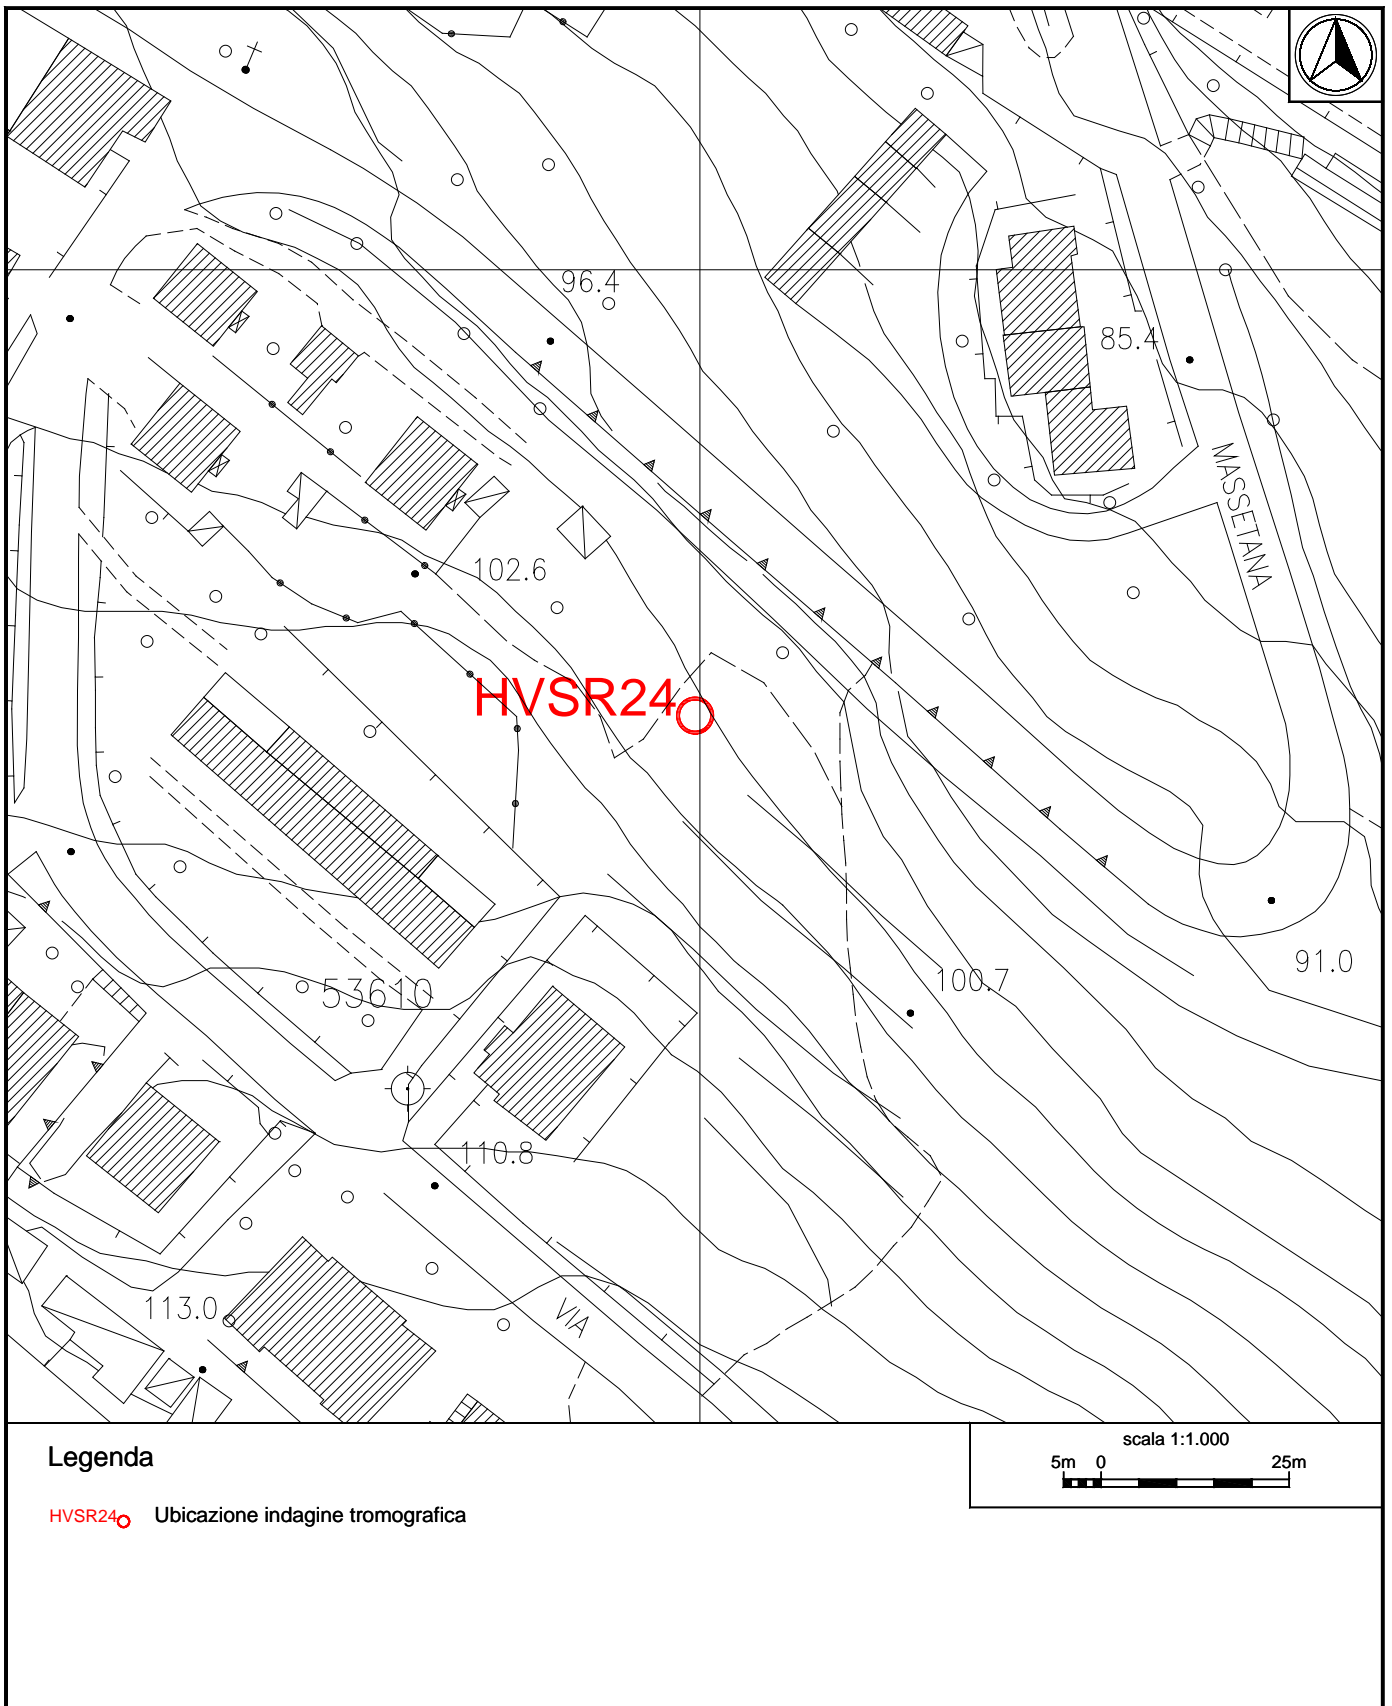 96.4
85.4
MASSETANA
102.6
HVSR24
91.0
100.7
53610
110.8
113.0
VIA
Legenda
scala 1:1.000
5m 0 25m
HVSR24 Ubicazione indagine tromografica